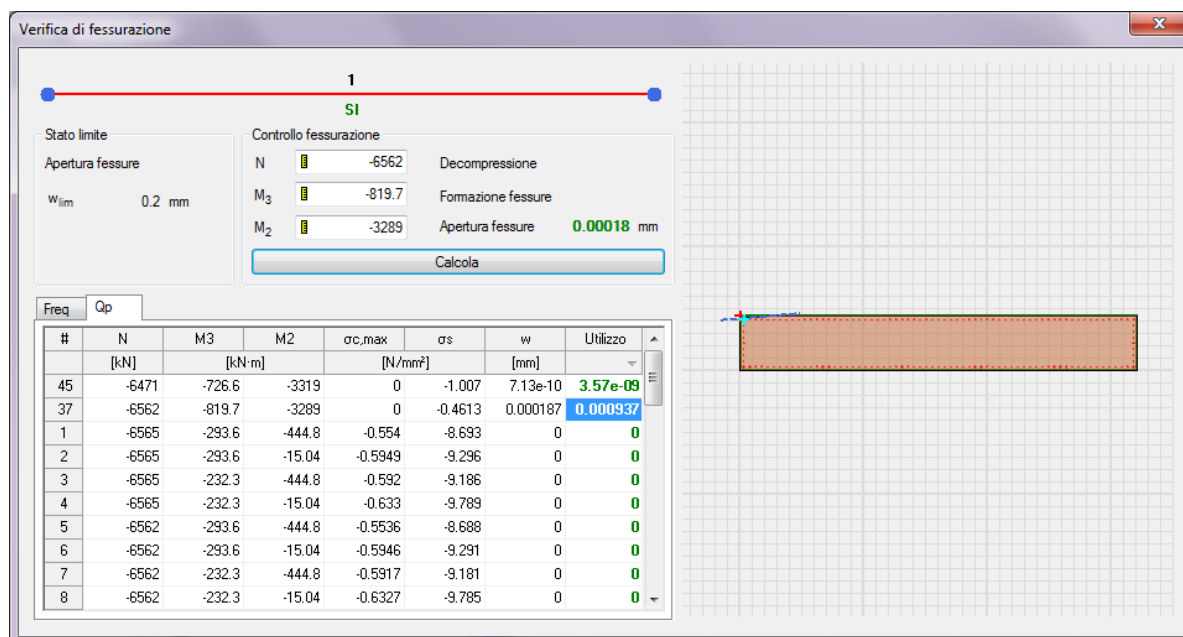 Verifica di fessurazione
x
1
SI
Stato limite
Apertura fessure
wlim 0.2 mm
Controllo fessurazione
N -6562 Decompressione
M3 -819.7 Formazione fessure
M2 -3289 Apertura fessure 0.00018 mm
Calcola
Freq Qp
# N M3 M2 σc,max σs w Utilizzo
[kN] [kN·m] [N/mm²] [mm]
45 -6471 -726.6 -3319 0 -1.007 7.13e-10 3.57e-09
37 -6562 -819.7 -3289 0 -0.4613 0.000187 0.000937
1 -6565 -293.6 -444.8 -0.554 -8.693 0 0
2 -6565 -293.6 -15.04 -0.5949 -9.296 0 0
3 -6565 -232.3 -444.8 -0.592 -9.186 0 0
4 -6565 -232.3 -15.04 -0.633 -9.789 0 0
5 -6562 -293.6 -444.8 -0.5536 -8.688 0 0
6 -6562 -293.6 -15.04 -0.5946 -9.291 0 0
7 -6562 -232.3 -444.8 -0.5917 -9.181 0 0
8 -6562 -232.3 -15.04 -0.6327 -9.785 0 0